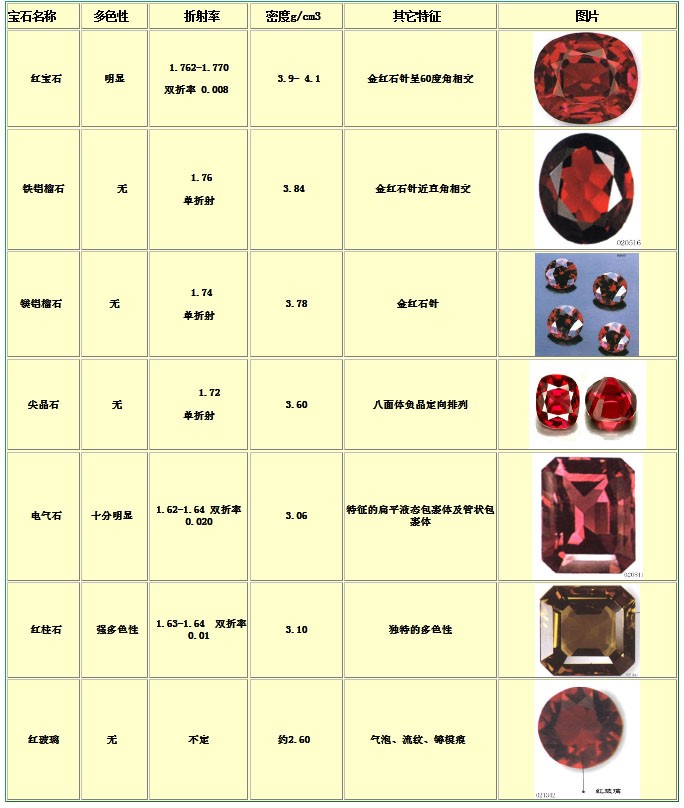 宝石名称 多色性 折射率 密度g/cm3 其它特征 图片
红宝石 明显 1.762-1.770 3.9- 4.1 金红石针呈60度角相交
双折率 0.008
铁铝榴石 无 1.76 3.84 金红石针近直角相交
单折射
020516
镁铝榴石 无 1.74 3.78 金红石针
单折射
尖晶石 无 1.72 3.60 八面体负晶定向排列
单折射
电气石 十分明显 1.62-1.64 双折率 3.06 特征的扁平液态包裹体及管状包
0.020 裹体
红柱石 强多色性 1.63-1.64 双折率 3.10 独特的多色性
0.01
红玻璃 无 不定 约2.60 气泡、流纹、铸模痕
红玻璃